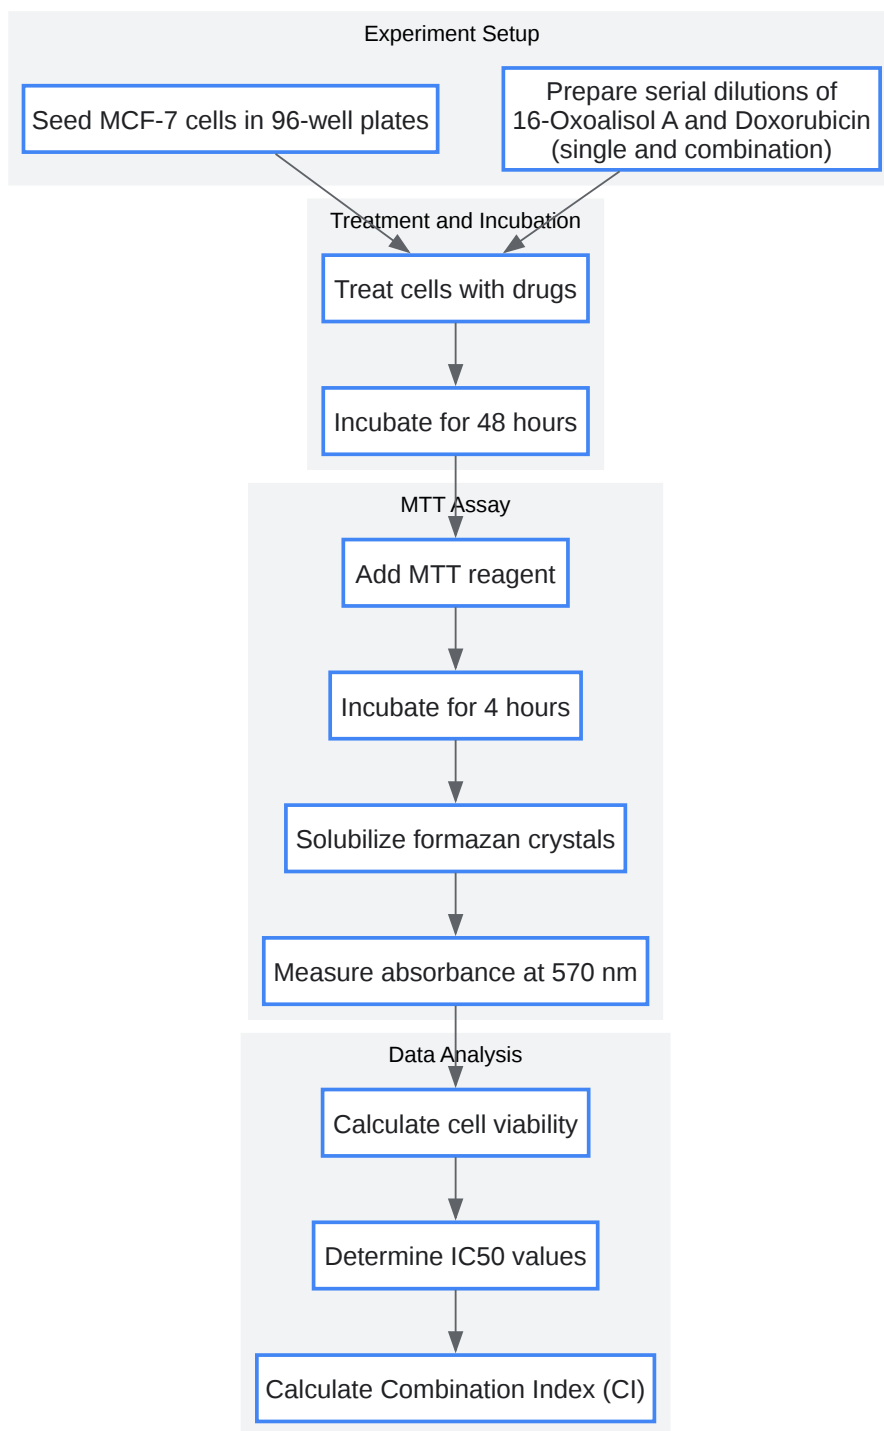 Experiment Setup
Seed MCF-7 cells in 96-well plates
Prepare serial dilutions of
16-Oxoalisol A and Doxorubicin
(single and combination)
Treatment and Incubation
Treat cells with drugs
Incubate for 48 hours
MTT Assay
Add MTT reagent
Incubate for 4 hours
Solubilize formazan crystals
Measure absorbance at 570 nm
Data Analysis
Calculate cell viability
Determine IC50 values
Calculate Combination Index (CI)